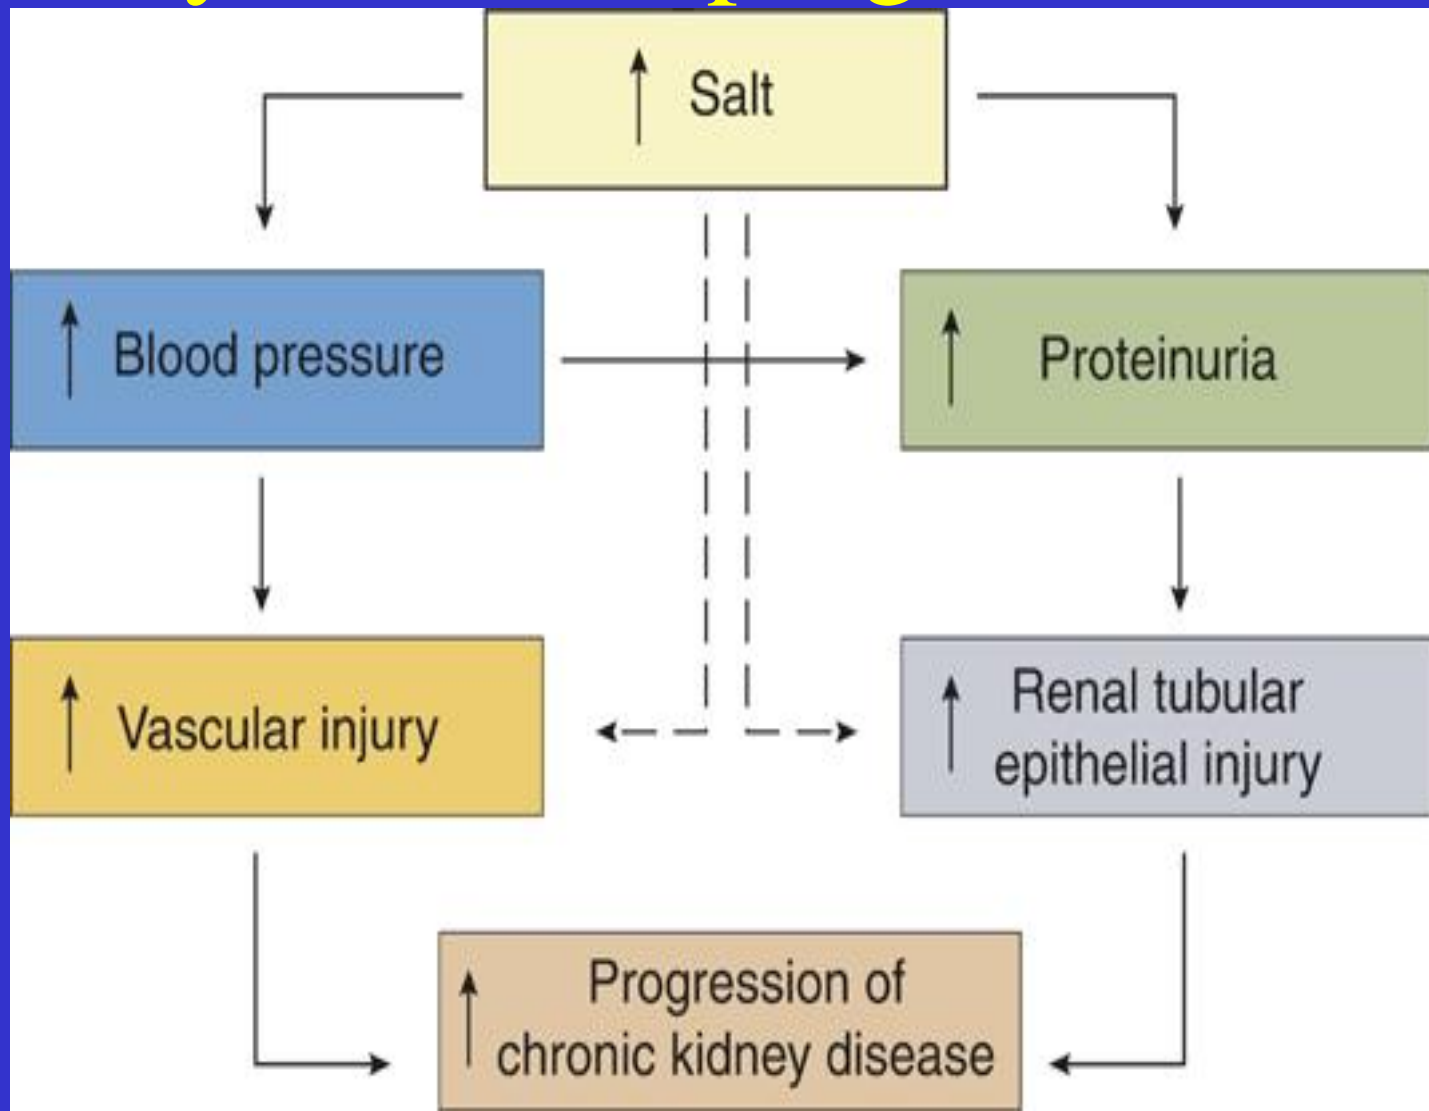 ↑ Salt
↑ Blood pressure
↑ Proteinuria
↑ Vascular injury
↑ Renal tubular
epithelial injury
↑ Progression of
chronic kidney disease